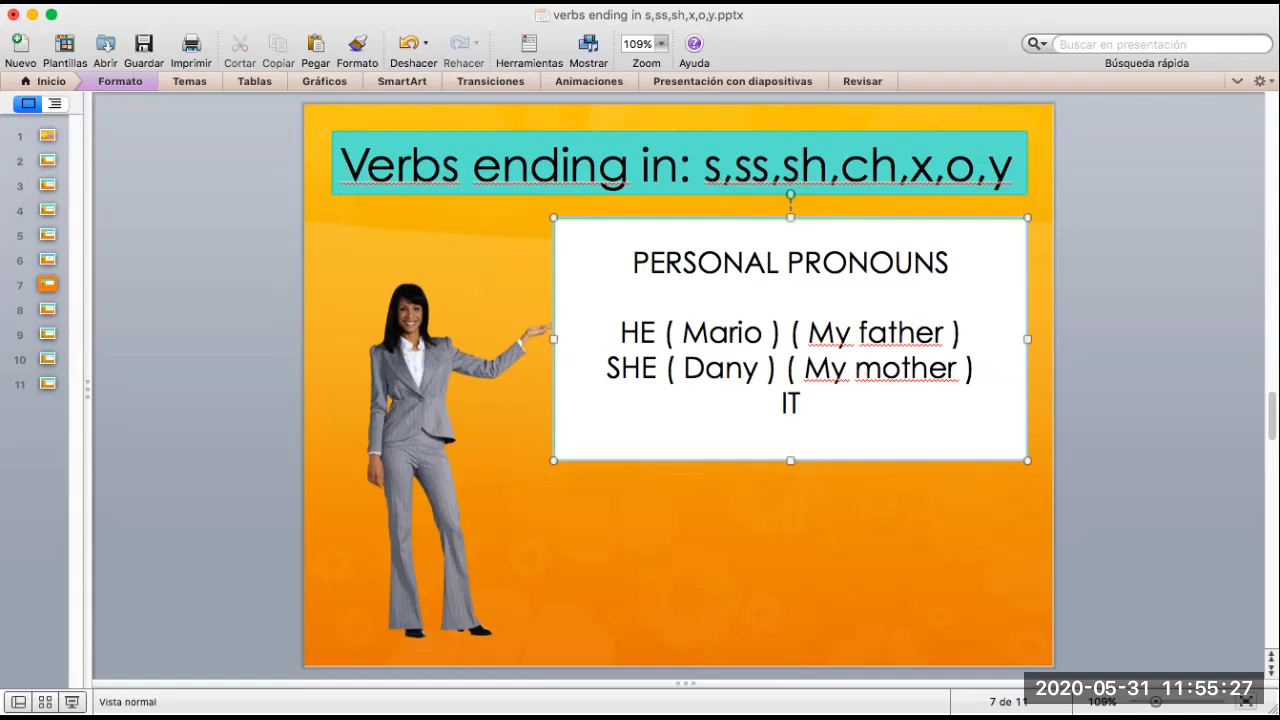 verbs ending in s,ss,sh,x,o,y.pptx
Nuevo Plantillas Abrir Guardar Imprimir Cortar Copiar Pegar Formato Deshacer Rehacer Herramientas Mostrar 109% Zoom Ayuda Buscar en presentación
Búsqueda rápida
Inicio Formato Temas Tablas Gráficos SmartArt Transiciones Animaciones Presentación con diapositivas Revisar
1
2
3
4
5
6
7
8
9
10
11
Verbs ending in: s,ss,sh,ch,x,o,y
PERSONAL PRONOUNS
HE ( Mario ) ( My father )
SHE ( Dany ) ( My mother )
IT
Vista normal 7 de 11 109%
2020-05-31 11:55:27